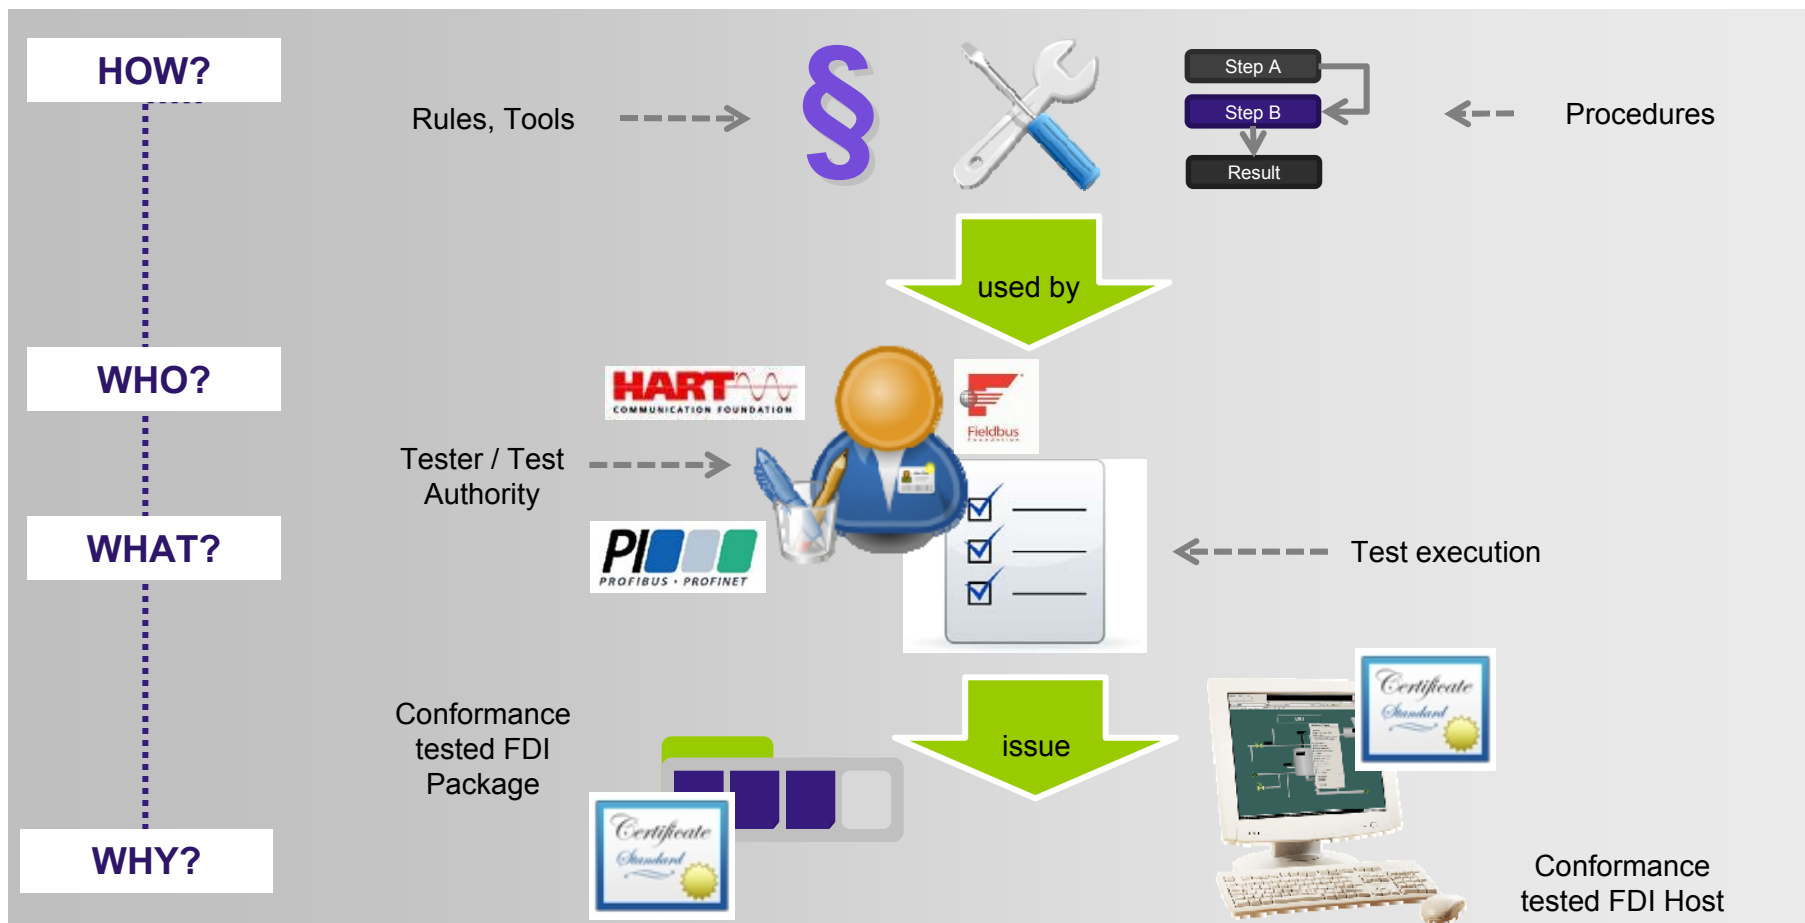 HOW?
Rules, Tools
§
Step A
Step B
Result
Procedures
used by
WHO?
HART
COMMUNICATION FOUNDATION
Fieldbus
Foundation
Tester / Test
Authority
WHAT?
PI
PROFIBUS • PROFINET
Test execution
Conformance
tested FDI
Package
issue
Certificate
Standard
Certificate
Standard
WHY?
Conformance
tested FDI Host